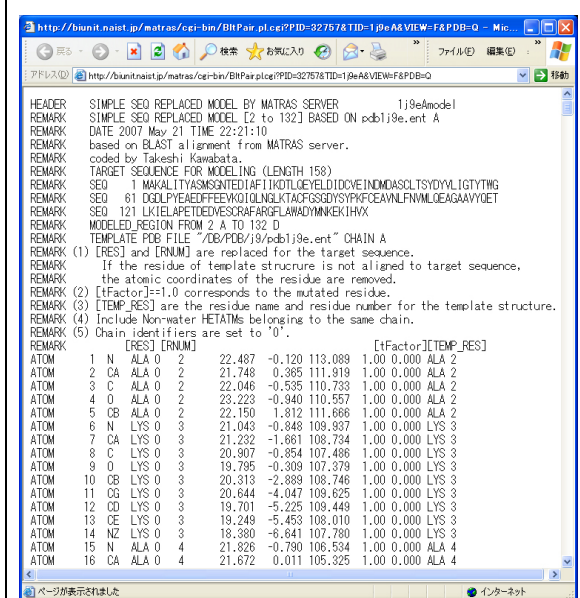 http://biunit.naist.jp/matras/cgi-bin/BltPair.pl.cgi?PID=32757&TID=1j9eA&VIEW=F&PDB=Q - Mic...
戻る 検索 お気に入り » ファイル(F) 編集(E) »
アドレス(D) http://biunit.naist.jp/matras/cgi-bin/BltPair.pl.cgi?PID=32757&TID=1j9eA&VIEW=F&PDB=Q 移動
HEADER SIMPLE SEQ REPLACED MODEL BY MATRAS SERVER 1j9eAmodel
REMARK SIMPLE SEQ REPLACED MODEL [2 to 132] BASED ON pdb1j9e.ent A
REMARK DATE 2007 May 21 TIME 22:21:10
REMARK based on BLAST alignment from MATRAS server.
REMARK coded by Takeshi Kawabata.
REMARK TARGET SEQUENCE FOR MODELING (LENGTH 158)
REMARK SEQ 1 MAKALITYASMSGNTEDIAFIIKDTLQEYELDIDCVEINDMDASCLTSYDYVLIGTYTWG
REMARK SEQ 61 DGDLPYEAEDFFEEVKQIQLNGLKTACFGSGDYSYPKFCEAVNLFNVMLQEAGAAVYQET
REMARK SEQ 121 LKIELAPETDEDVESCRAFARGFLAWADYMNKEKIHVX
REMARK MODELED_REGION FROM 2 A TO 132 D
REMARK TEMPLATE PDB FILE "/DB/PDB/j9/pdb1j9e.ent" CHAIN A
REMARK (1) [RES] and [RNUM] are replaced for the target sequence.
REMARK If the residue of template strucrure is not aligned to target sequence,
REMARK the atomic coordinates of the residue are removed.
REMARK (2) [tFactor]==1.0 corresponds to the mutated residue.
REMARK (3) [TEMP_RES] are the residue name and residue number for the template structure.
REMARK (4) Include Non-water HETATMs belonging to the same chain.
REMARK (5) Chain identifiers are set to '0'.
REMARK [RES] [RNUM] [tFactor][TEMP_RES]
ATOM 1 N ALA 0 2 22.487 -0.120 113.089 1.00 0.000 ALA 2
ATOM 2 CA ALA 0 2 21.748 0.365 111.919 1.00 0.000 ALA 2
ATOM 3 C ALA 0 2 22.046 -0.535 110.733 1.00 0.000 ALA 2
ATOM 4 O ALA 0 2 23.223 -0.940 110.557 1.00 0.000 ALA 2
ATOM 5 CB ALA 0 2 22.150 1.812 111.666 1.00 0.000 ALA 2
ATOM 6 N LYS 0 3 21.043 -0.848 109.937 1.00 0.000 LYS 3
ATOM 7 CA LYS 0 3 21.232 -1.661 108.734 1.00 0.000 LYS 3
ATOM 8 C LYS 0 3 20.907 -0.854 107.486 1.00 0.000 LYS 3
ATOM 9 O LYS 0 3 19.795 -0.309 107.379 1.00 0.000 LYS 3
ATOM 10 CB LYS 0 3 20.313 -2.889 108.746 1.00 0.000 LYS 3
ATOM 11 CG LYS 0 3 20.644 -4.047 109.625 1.00 0.000 LYS 3
ATOM 12 CD LYS 0 3 19.701 -5.225 109.449 1.00 0.000 LYS 3
ATOM 13 CE LYS 0 3 19.249 -5.453 108.010 1.00 0.000 LYS 3
ATOM 14 NZ LYS 0 3 18.380 -6.641 107.780 1.00 0.000 LYS 3
ATOM 15 N ALA 0 4 21.826 -0.790 106.534 1.00 0.000 ALA 4
ATOM 16 CA ALA 0 4 21.672 0.011 105.325 1.00 0.000 ALA 4
ページが表示されました インターネット